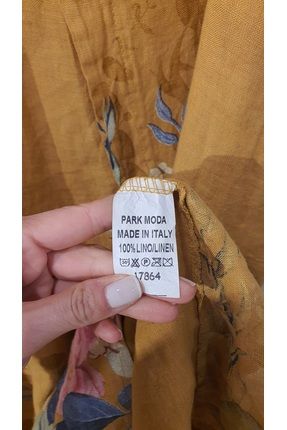 PARK MODA
MADE IN ITALY
100%LINO/LINEN
17864